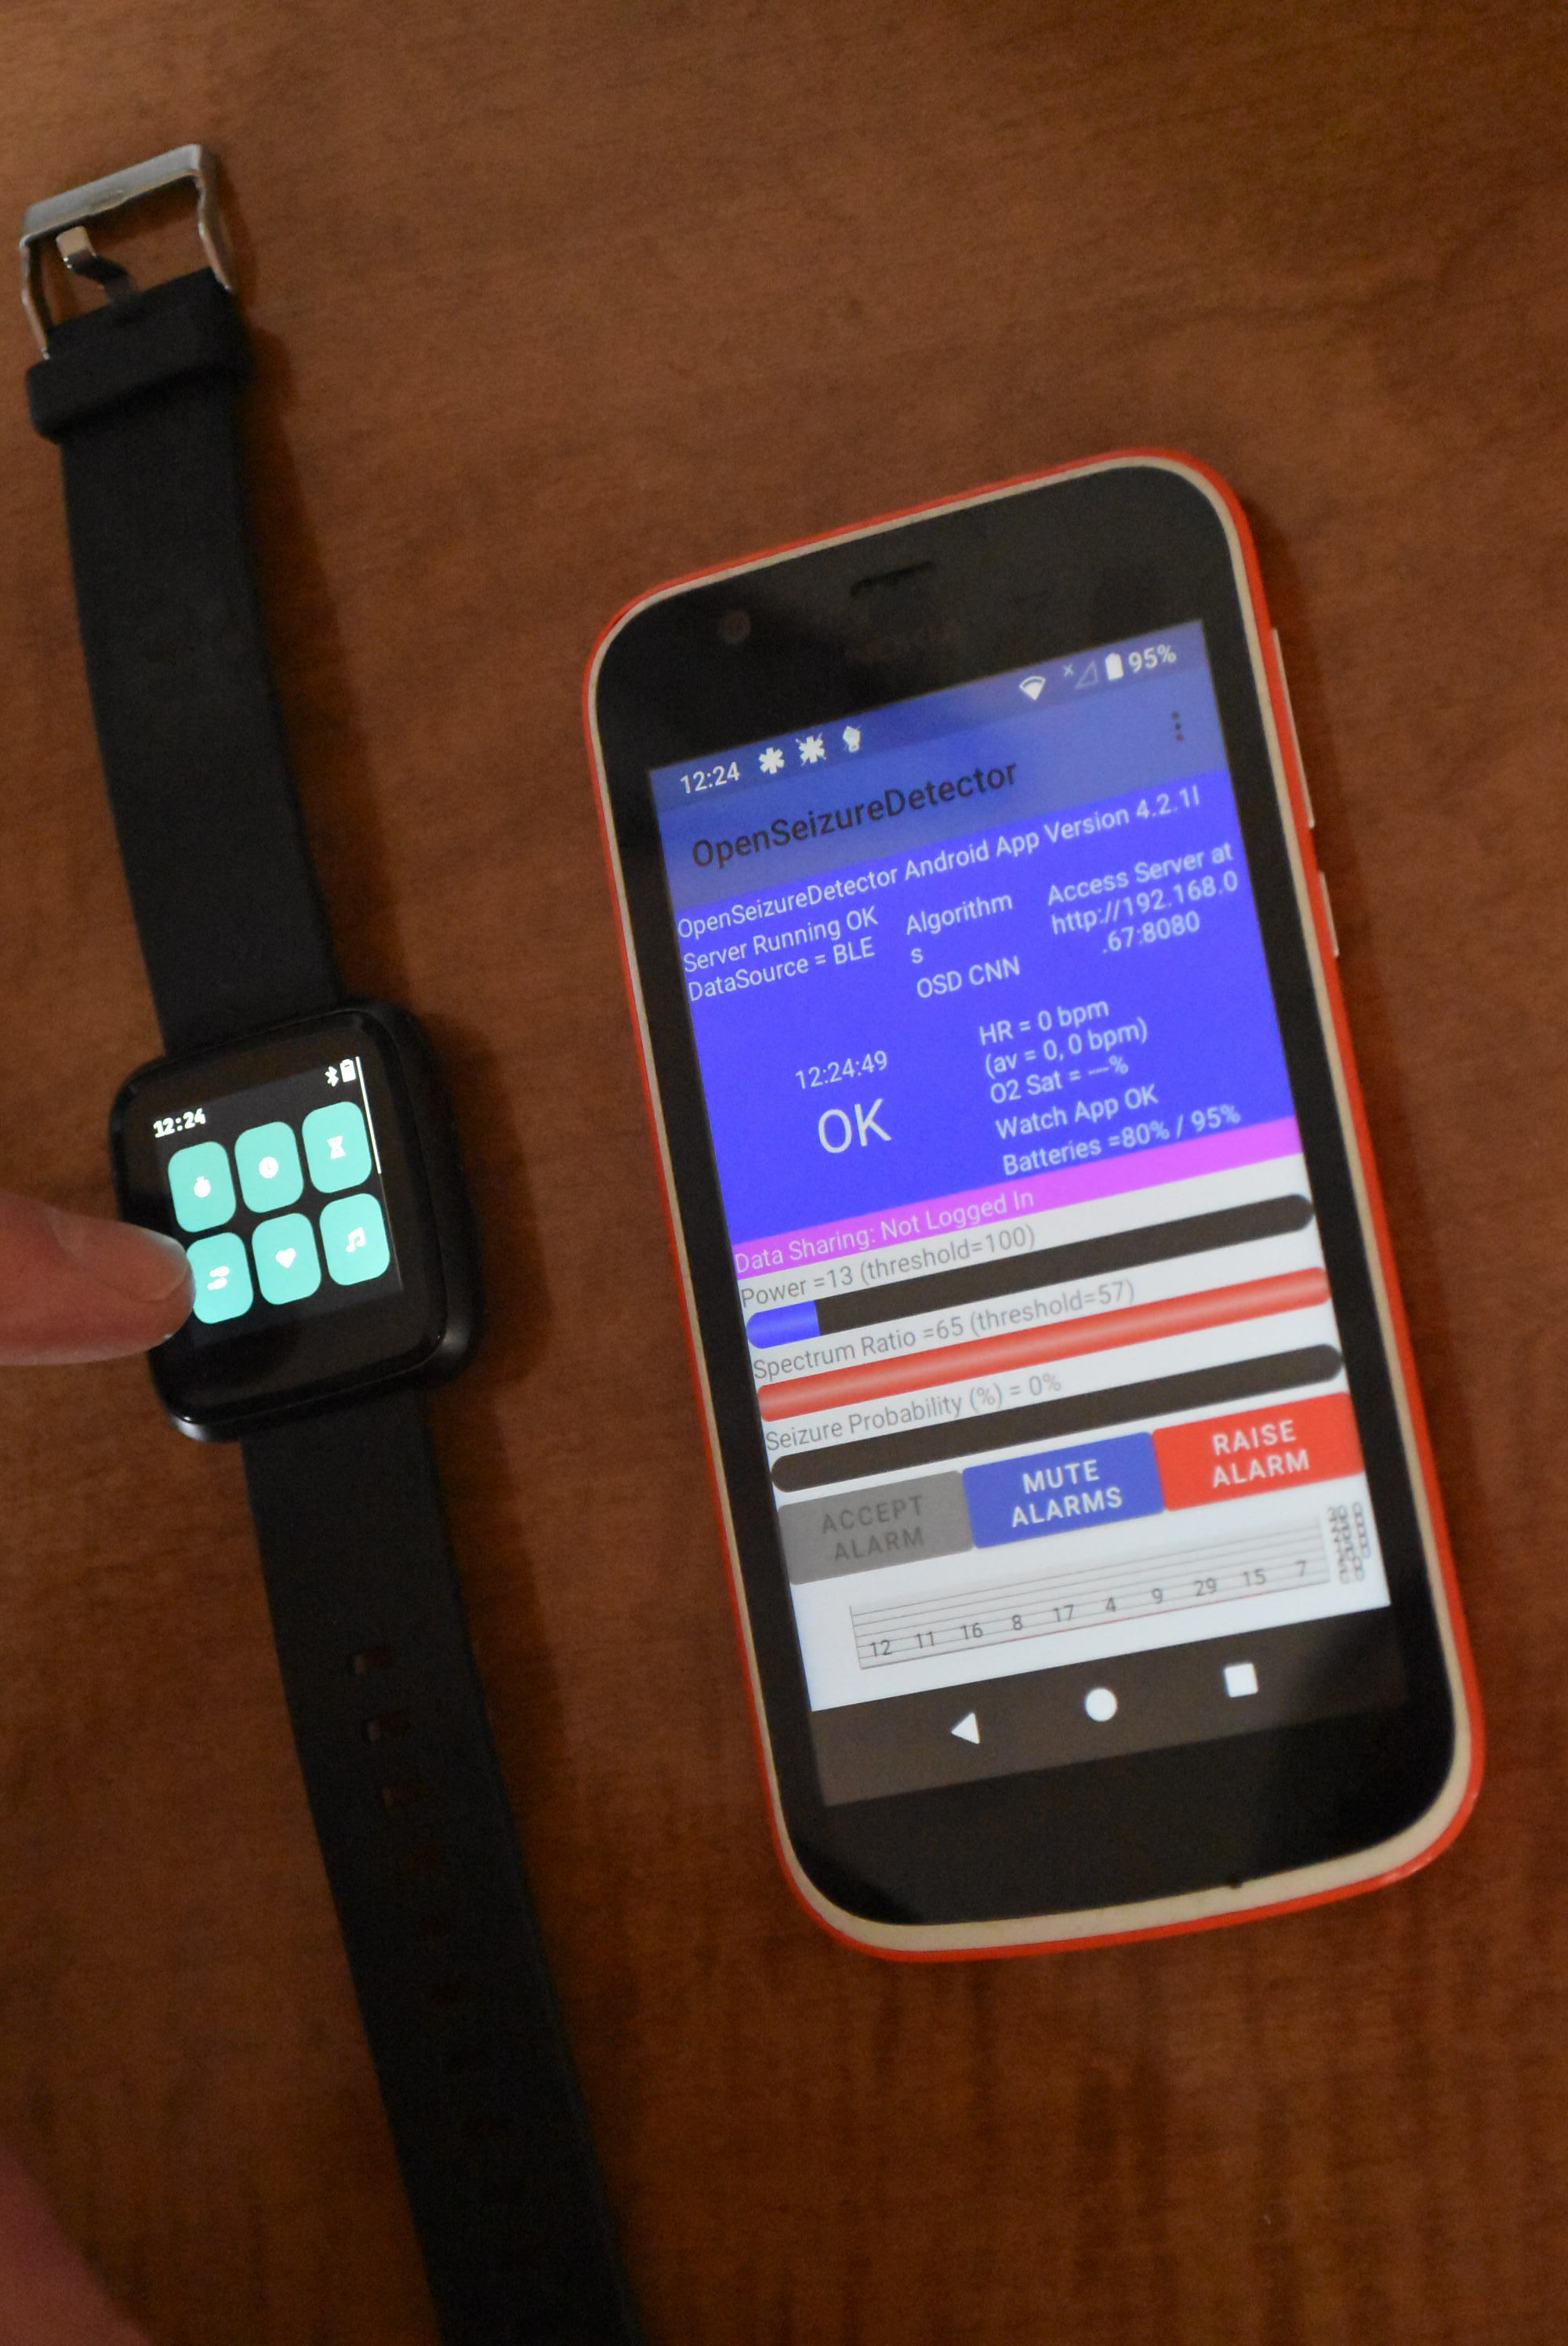 12:24
12:24 95%
OpenSeizureDetector
OpenSeizureDetector Android App Version 4.2.1l
Server Running OK
DataSource = BLE
Algorithm
s
OSD CNN
Access Server at
http://192.168.0
.67:8080
12:24:49
OK
HR = 0 bpm
(av = 0, 0 bpm)
O2 Sat = ---%
Watch App OK
Batteries =80% / 95%
Data Sharing: Not Logged In
Power =13 (threshold=100)
Spectrum Ratio =65 (threshold=57)
Seizure Probability (%) = 0%
ACCEPT
ALARM
MUTE
ALARMS
RAISE
ALARM
12 11 16 8 17 4 9 29 15 7